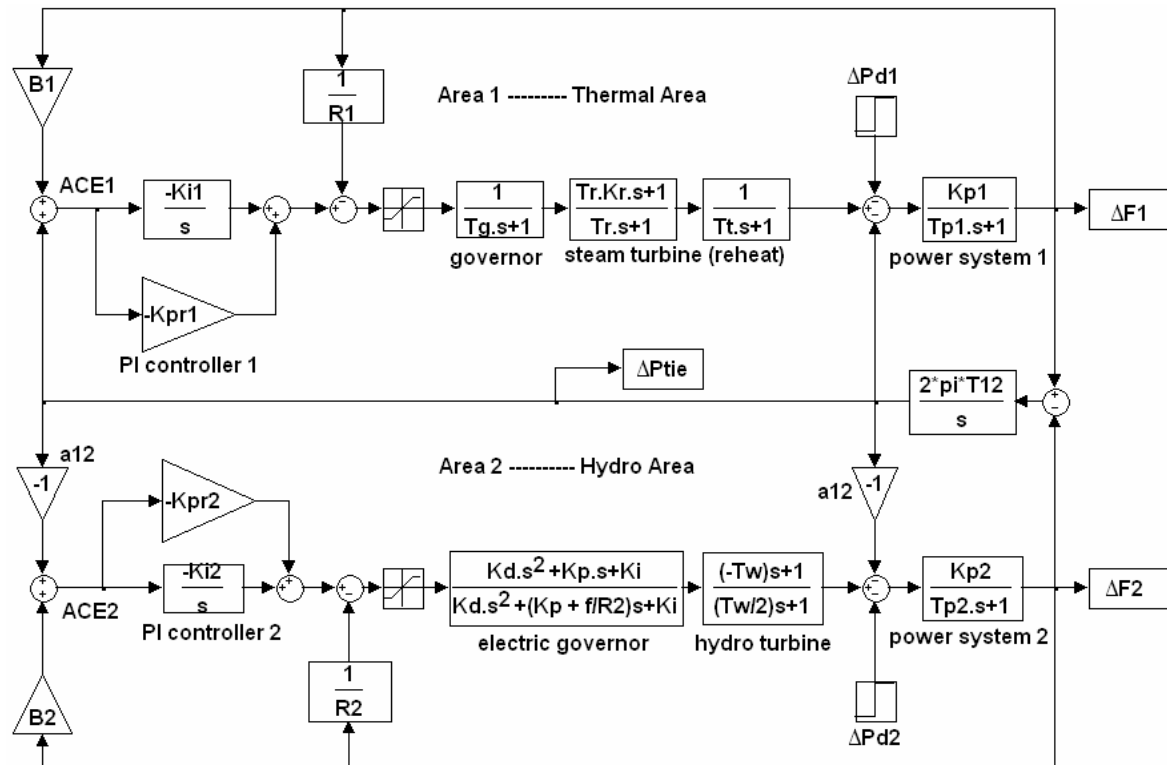 B1
1
R1
Area 1 --------- Thermal Area
ΔPd1
ACE1
-Ki1
s
1
Tg.s+1
governor
Tr.Kr.s+1
Tr.s+1
1
Tt.s+1
steam turbine (reheat)
Kp1
Tp1.s+1
power system 1
ΔF1
-Kpr1
PI controller 1
ΔPtie
2*pi*T12
s
a12
-1
Area 2 --------- Hydro Area
a12
-1
-Kpr2
ACE2
-Ki2
s
PI controller 2
Kd.s²+Kp.s+Ki
Kd.s²+(Kp + f/R2)s+Ki
electric governor
(-Tw)s+1
(Tw/2)s+1
hydro turbine
Kp2
Tp2.s+1
power system 2
ΔF2
1
R2
B2
ΔPd2